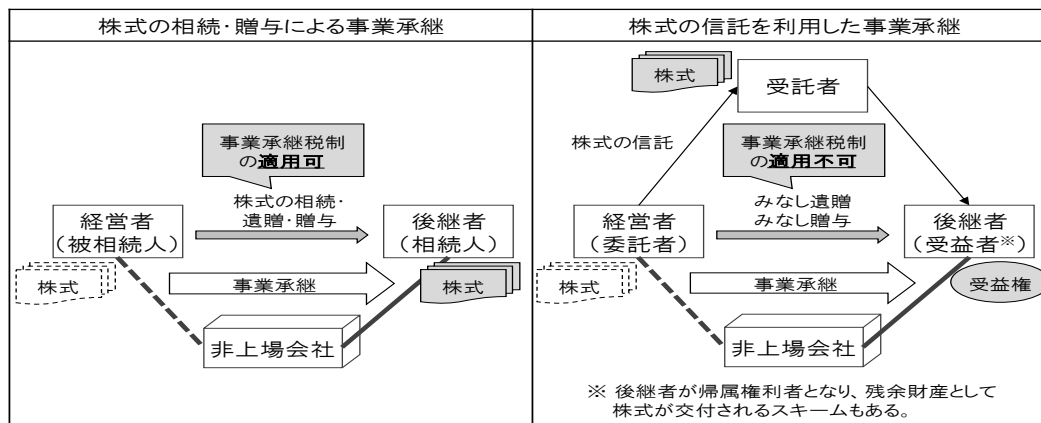 株式の相続・贈与による事業承継
事業承継税制
の適用可
株式の相続・
遺贈・贈与
経営者
(被相続人)
後継者
(相続人)
株式
事業承継
株式
非上場会社
株式の信託を利用した事業承継
株式
受託者
株式の信託
事業承継税制
の適用不可
みなし遺贈
みなし贈与
経営者
(委託者)
後継者
(受益者※)
株式
事業承継
受益権
非上場会社
※ 後継者が帰属権利者となり、残余財産として
株式が交付されるスキームもある。